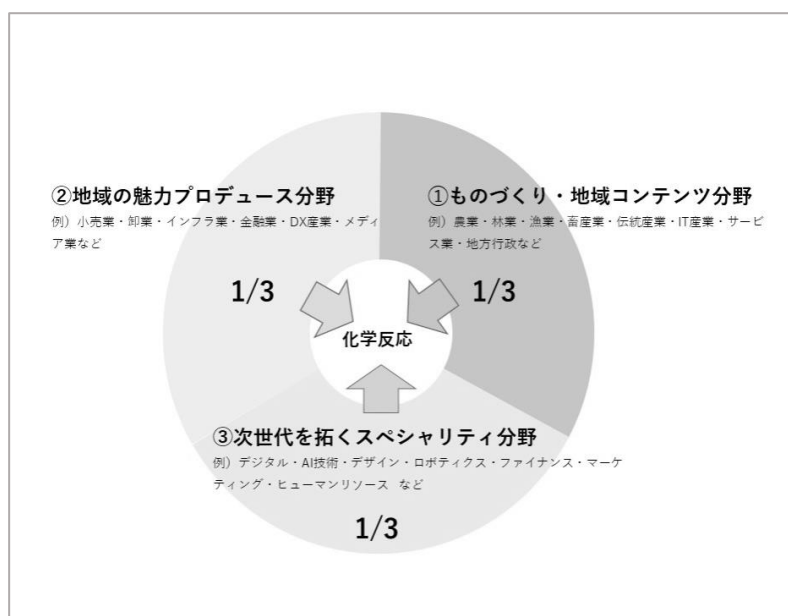 ②地域の魅力プロデュース分野
例）小売業・卸業・インフラ業・金融業・DX産業・メディ
ア業など
1/3
①ものづくり・地域コンテンツ分野
例）農業・林業・漁業・畜産業・伝統産業・IT産業・サービ
ス業・地方行政など
1/3
化学反応
③次世代を拓くスペシャリティ分野
例）デジタル・AI技術・デザイン・ロボティクス・ファイナンス・マーケ
ティング・ヒューマンリソース など
1/3